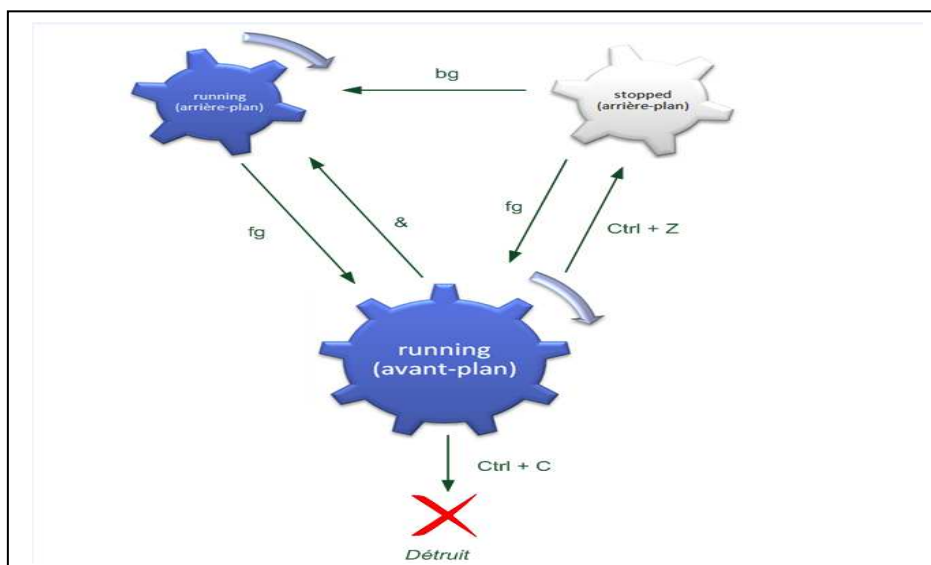 bg
running
(arrière-plan)
stopped
(arrière-plan)
fg
&
fg
Ctrl + Z
running
(avant-plan)
Ctrl + C
Détruit